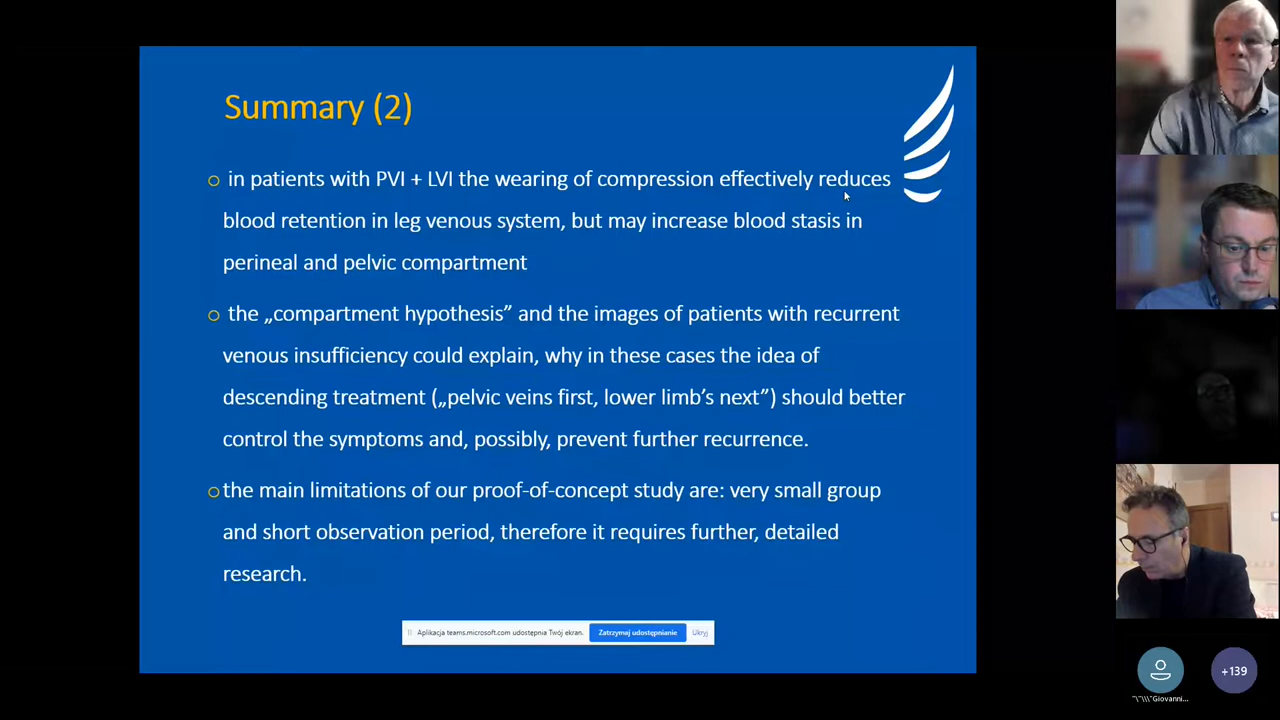 Summary (2)
in patients with PVI + LVI the wearing of compression effectively reduces
blood retention in leg venous system, but may increase blood stasis in
perineal and pelvic compartment
the „compartment hypothesis” and the images of patients with recurrent
venous insufficiency could explain, why in these cases the idea of
descending treatment („pelvic veins first, lower limb’s next”) should better
control the symptoms and, possibly, prevent further recurrence.
the main limitations of our proof-of-concept study are: very small group
and short observation period, therefore it requires further, detailed
research.
Aplikacja teams.microsoft.com udostępnia Twój ekran. Zatrzymaj udostępnianie Ukryj
+139
"\"\\\"Giovanni...